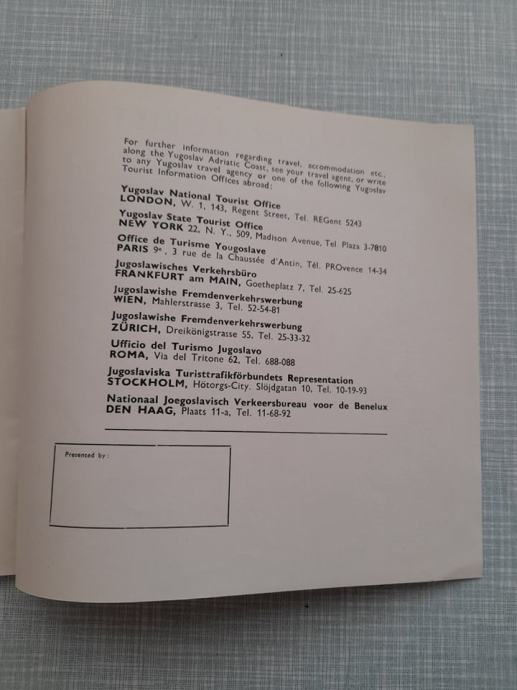 For further information regarding travel, accommodation etc.,
along the Yugoslav Adriatic Coast, see your travel agent, or write
to any Yugoslav travel agency or one of the following Yugoslav
Tourist Information Offices abroad:
Yugoslav National Tourist Office
LONDON, W. 1, 143, Regent Street, Tel. REGent 5243
Yugoslav State Tourist Office
NEW YORK 22, N. Y., 509, Madison Avenue, Tel Plaza 3-7810
Office de Turisme Yougoslave
PARIS 9e, 3 rue de la Chaussée d'Antin, Tél. PROvence 14-34
Jugoslawisches Verkehrsbüro
FRANKFURT am MAIN, Goetheplatz 7, Tel. 25-625
Jugoslawishe Fremdenverkehrswerbung
WIEN, Mahlerstrasse 3, Tel. 52-54-81
Jugoslawishe Fremdenverkehrswerbung
ZÜRICH, Dreikönigstrasse 55, Tel. 25-33-32
Ufficio del Turismo Jugoslavo
ROMA, Via del Tritone 62, Tel. 688-088
Jugoslaviska Turisttrafikförbundets Representation
STOCKHOLM, Hötorgs-City. Slöjdgatan 10, Tel. 10-19-93
Nationaal Joegoslavisch Verkeersbureau voor de Benelux
DEN HAAG, Plaats 11-a, Tel. 11-68-92
Presented by: